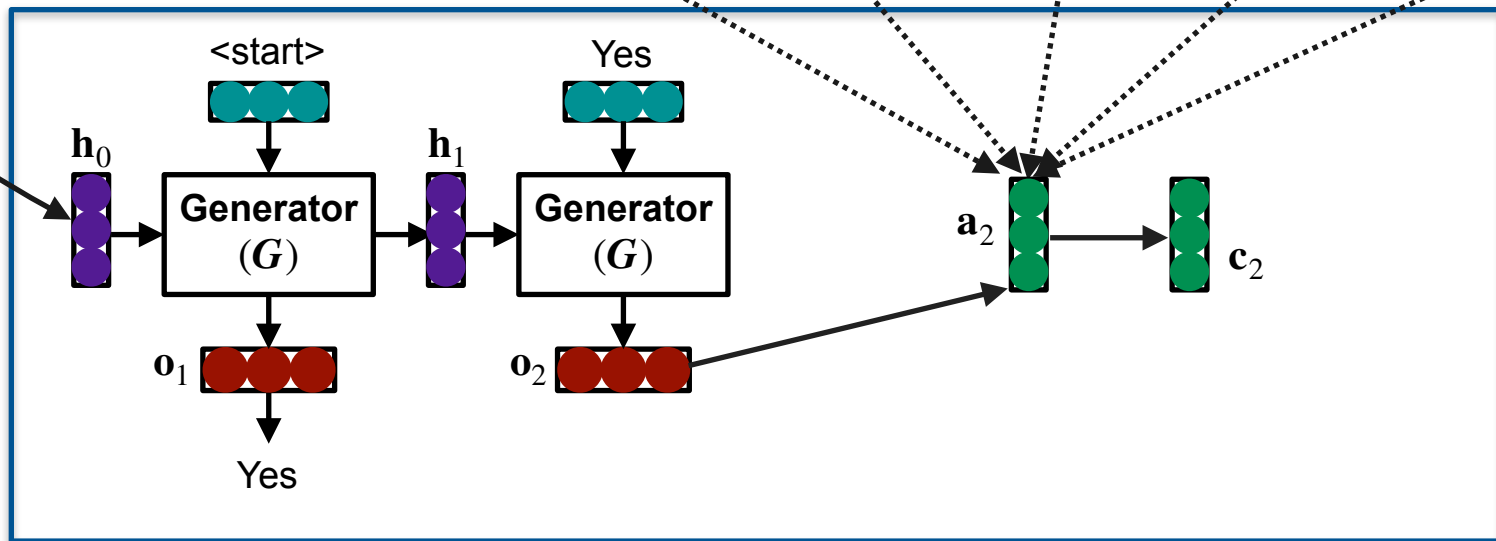 <start>
Yes
h₀
h₁
Generator
(G)
Generator
(G)
a₂
c₂
o₁
o₂
Yes